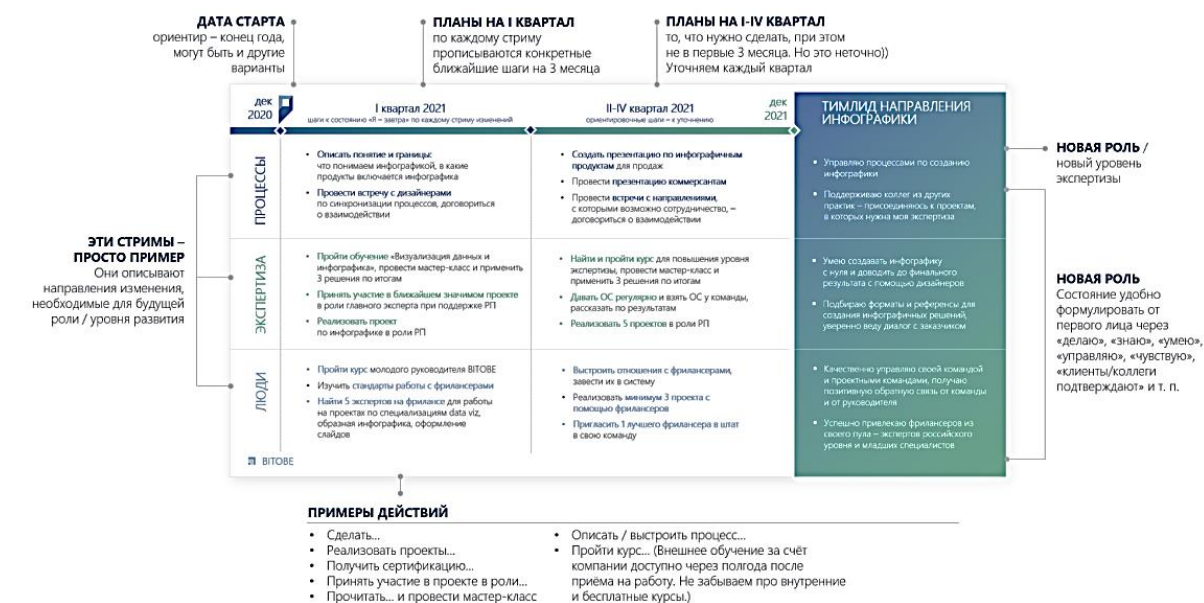 ДАТА СТАРТА
ориентир – конец года,
могут быть и другие
варианты
ПЛАНЫ НА I КВАРТАЛ
по каждому стриму
прописываются конкретные
ближайшие шаги на 3 месяца
ПЛАНЫ НА I-IV КВАРТАЛ
то, что нужно сделать, при этом
не в первые 3 месяца. Но это неточно))
Уточняем каждый квартал
дек
2020
I квартал 2021
шаги к состоянию «Я – завтра» по каждому стриму изменений
II-IV квартал 2021
ориентировочные шаги – к уточнению
дек
2021
ТИМЛИД НАПРАВЛЕНИЯ
ИНФОГРАФИКИ
ПРОЦЕССЫ
• Описать понятие и границы:
что понимаем инфографикой, в какие
продукты включается инфографика
• Провести встречу с дизайнерами
по синхронизации процессов, договориться
о взаимодействии
• Создать презентацию по инфографичным
продуктам для продаж
• Провести презентацию коммерсантам
• Провести встречи с направлениями,
с которыми возможно сотрудничество, –
договориться о взаимодействии
• Управляю процессами по созданию
инфографики
• Поддерживаю коллег из других
практик – присоединяюсь к проектам,
в которых нужна моя экспертиза
ЭКСПЕРТИЗА
• Пройти обучение «Визуализация данных и
инфографика», провести мастер-класс и применить
3 решения по итогам
• Принять участие в ближайшем значимом проекте
в роли главного эксперта при поддержке РП
• Реализовать проект
по инфографике в роли РП
• Найти и пройти курс для повышения уровня
экспертизы, провести мастер-класс и
применить 3 решения по итогам
• Давать ОС регулярно и взять ОС у команды,
рассказать по результатам
• Реализовать 5 проектов в роли РП
• Умею создавать инфографику
с нуля и доводить до финального
результата с помощью дизайнеров
• Подбираю форматы и референсы для
создания инфографичных решений,
уверенно веду диалог с заказчиком
ЛЮДИ
• Пройти курс молодого руководителя BITOBE
• Изучить стандарты работы с фрилансерами
• Найти 5 экспертов на фрилансе для работы
на проектах по специализациям data viz,
образная инфографика, оформление
слайдов
• Выстроить отношения с фрилансерами,
завести их в систему
• Реализовать минимум 3 проекта с
помощью фрилансеров
• Пригласить 1 лучшего фрилансера в штат
в свою команду
• Качественно управляю своей командой
и проектными командами, получаю
позитивную обратную связь от команды
и от руководителя
• Успешно привлекаю фрилансеров из
своего пула – экспертов российского
уровня и младших специалистов
BITOBE
ЭТИ СТРИМЫ –
ПРОСТО ПРИМЕР
Они описывают
направления изменения,
необходимые для будущей
роли / уровня развития
НОВАЯ РОЛЬ /
новый уровень
экспертизы
НОВАЯ РОЛЬ
Состояние удобно
формулировать от
первого лица через
«делаю», «знаю», «умею»,
«управляю», «чувствую»,
«клиенты/коллеги
подтверждают» и т. п.
ПРИМЕРЫ ДЕЙСТВИЙ
• Сделать...
• Реализовать проекты...
• Получить сертификацию...
• Принять участие в проекте в роли...
• Прочитать... и провести мастер-класс
• Описать / выстроить процесс...
• Пройти курс... (Внешнее обучение за счёт
компании доступно через полгода после
приёма на работу. Не забываем про внутренние
и бесплатные курсы.)